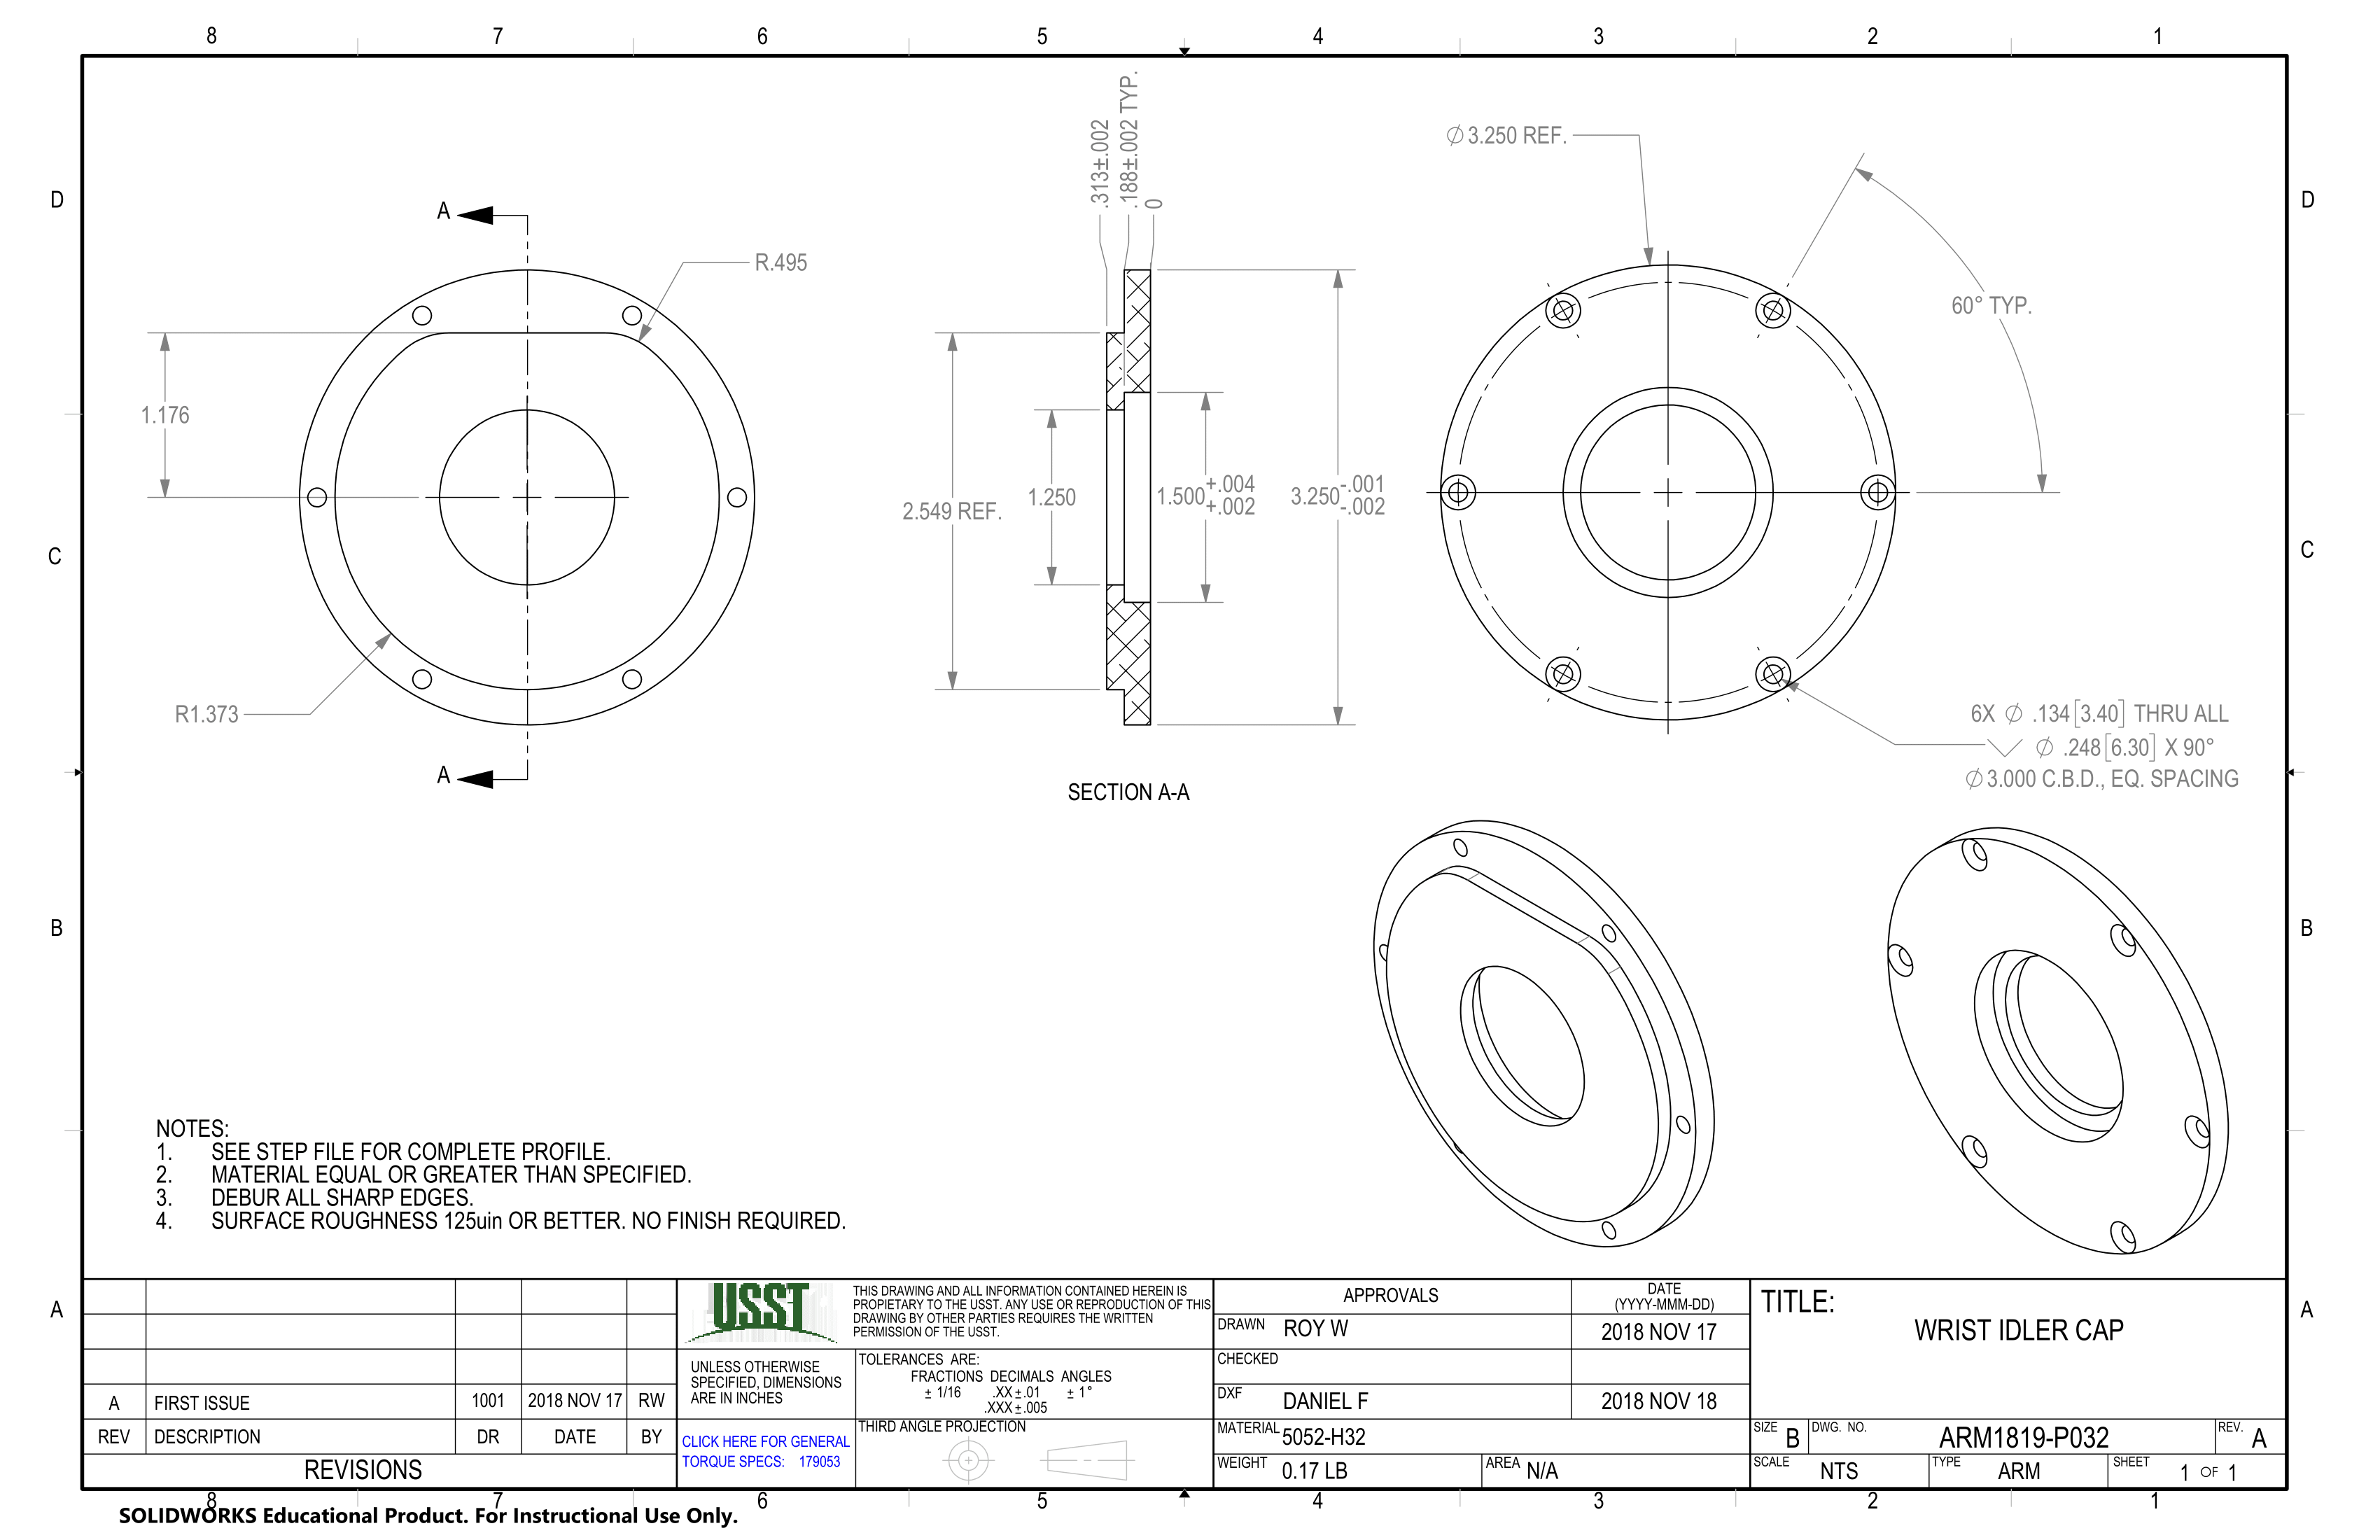 8 7 6 5 4 3 2 1
D D
C C
B B
A A
A
A
R.495
1.176
R1.373
.313±.002
.188±.002 TYP.
0
2.549 REF.
1.250
1.500 +.004
+.002
3.250 -.001
-.002
SECTION A-A
Ø3.250 REF.
60° TYP.
6X Ø .134[3.40] THRU ALL
Ø .248[6.30] X 90°
Ø3.000 C.B.D., EQ. SPACING
NOTES:
1. SEE STEP FILE FOR COMPLETE PROFILE.
2. MATERIAL EQUAL OR GREATER THAN SPECIFIED.
3. DEBUR ALL SHARP EDGES.
4. SURFACE ROUGHNESS 125uin OR BETTER. NO FINISH REQUIRED.
A FIRST ISSUE 1001 2018 NOV 17 RW
REV DESCRIPTION DR DATE BY
REVISIONS
USST
THIS DRAWING AND ALL INFORMATION CONTAINED HEREIN IS
PROPIETARY TO THE USST. ANY USE OR REPRODUCTION OF THIS
DRAWING BY OTHER PARTIES REQUIRES THE WRITTEN
PERMISSION OF THE USST.
UNLESS OTHERWISE
SPECIFIED, DIMENSIONS
ARE IN INCHES
TOLERANCES ARE:
FRACTIONS DECIMALS ANGLES
± 1/16 .XX±.01 ± 1°
.XXX±.005
CLICK HERE FOR GENERAL
TORQUE SPECS: 179053
THIRD ANGLE PROJECTION
APPROVALS DATE
(YYYY-MMM-DD)
DRAWN ROY W 2018 NOV 17
CHECKED
DXF DANIEL F 2018 NOV 18
MATERIAL 5052-H32
WEIGHT 0.17 LB AREA N/A
TITLE:
WRIST IDLER CAP
SIZE B DWG. NO. ARM1819-P032 REV. A
SCALE NTS TYPE ARM SHEET 1 OF 1
8 7 6 5 4 3 2 1
SOLIDWORKS Educational Product. For Instructional Use Only.